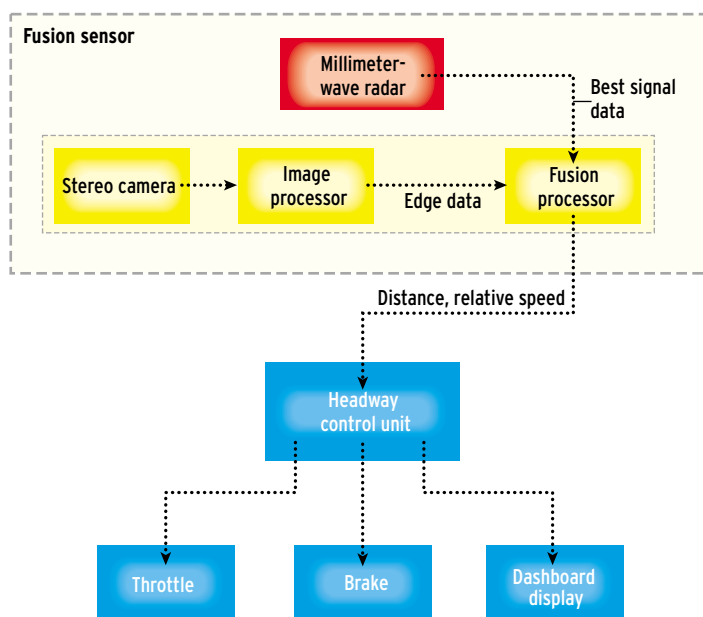 Fusion sensor
Millimeter-
wave radar
Best signal
data
Stereo camera
Image
processor
Edge data
Fusion
processor
Distance, relative speed
Headway
control unit
Throttle
Brake
Dashboard
display